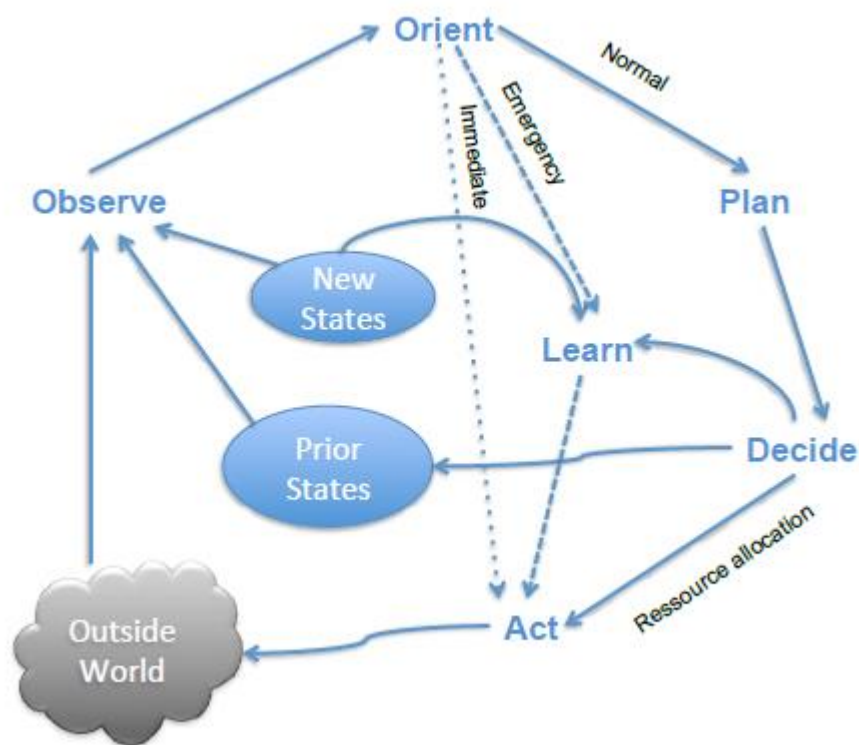 Orient
Normal
Emergency
Immediate
Observe
Plan
New
States
Learn
Prior
States
Decide
Ressource allocation
Outside
World
Act